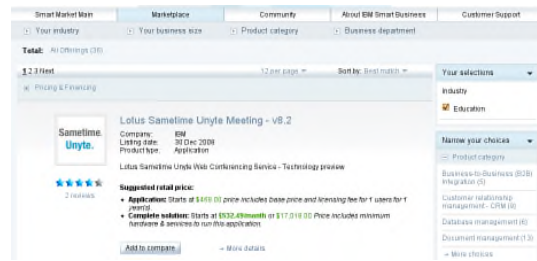 Smart Market Main Marketplace Community About IBM Smart Business Customer Support
Your industry Your business size Product category Business department
Total: All Offerings (38)
1 2 3 Next 12 per page Sort by: Best match
Pricing & Financing
Your selections
Industry
Education
Narrow your choices
Product category
Business-to-Business (B2B)
Integration (5)
Customer relationship
management - CRM (8)
Database management (6)
Document management (13)
More choices
Sametime.
Unyte.
2 reviews
Lotus Sametime Unyte Meeting - v8.2
Company: IBM
Listing date: 30 Dec 2008
Product type: Application
Lotus Sametime Unyte Web Conferencing Service - Technology preview
Suggested retail price:
• Application: Starts at $448.00 price includes base price and licensing fee for 1 users for 1
year(s).
• Complete solution: Starts at $532.49/month or $17,018.00 Price includes minimum
hardware & services to run this application.
Add to compare More details